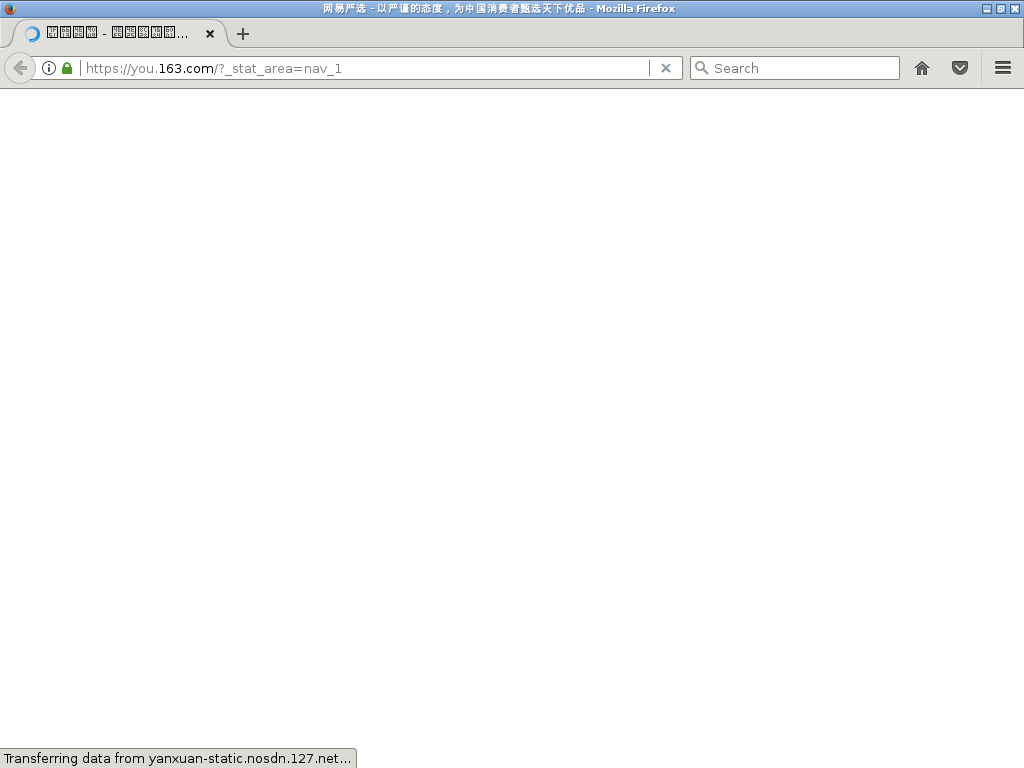 网易严选 - 以严谨的态度，为中国消费者甄选天下优品 - Mozilla Firefox
https://you.163.com/?_stat_area=nav_1
Search
Transferring data from yanxuan-static.nosdn.127.net...